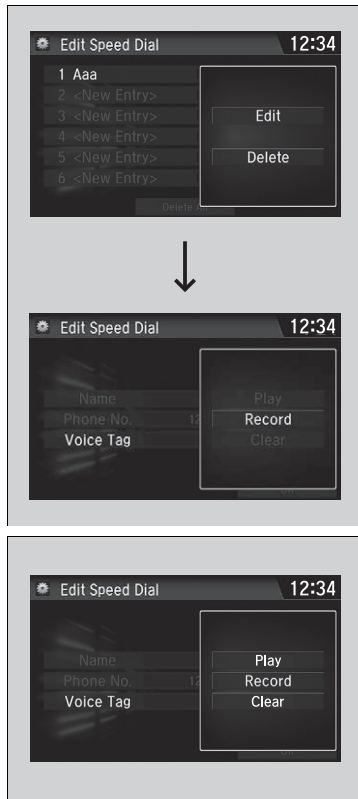 Edit Speed Dial 12:34
1 Aaa
2 <New Entry>
3 <New Entry>
4 <New Entry>
5 <New Entry>
6 <New Entry>
Edit
Delete
Delete All
Edit Speed Dial 12:34
Name
Phone No. 12
Voice Tag
Play
Record
Clear
Edit Speed Dial 12:34
Name
Phone No. 12
Voice Tag
Play
Record
Clear